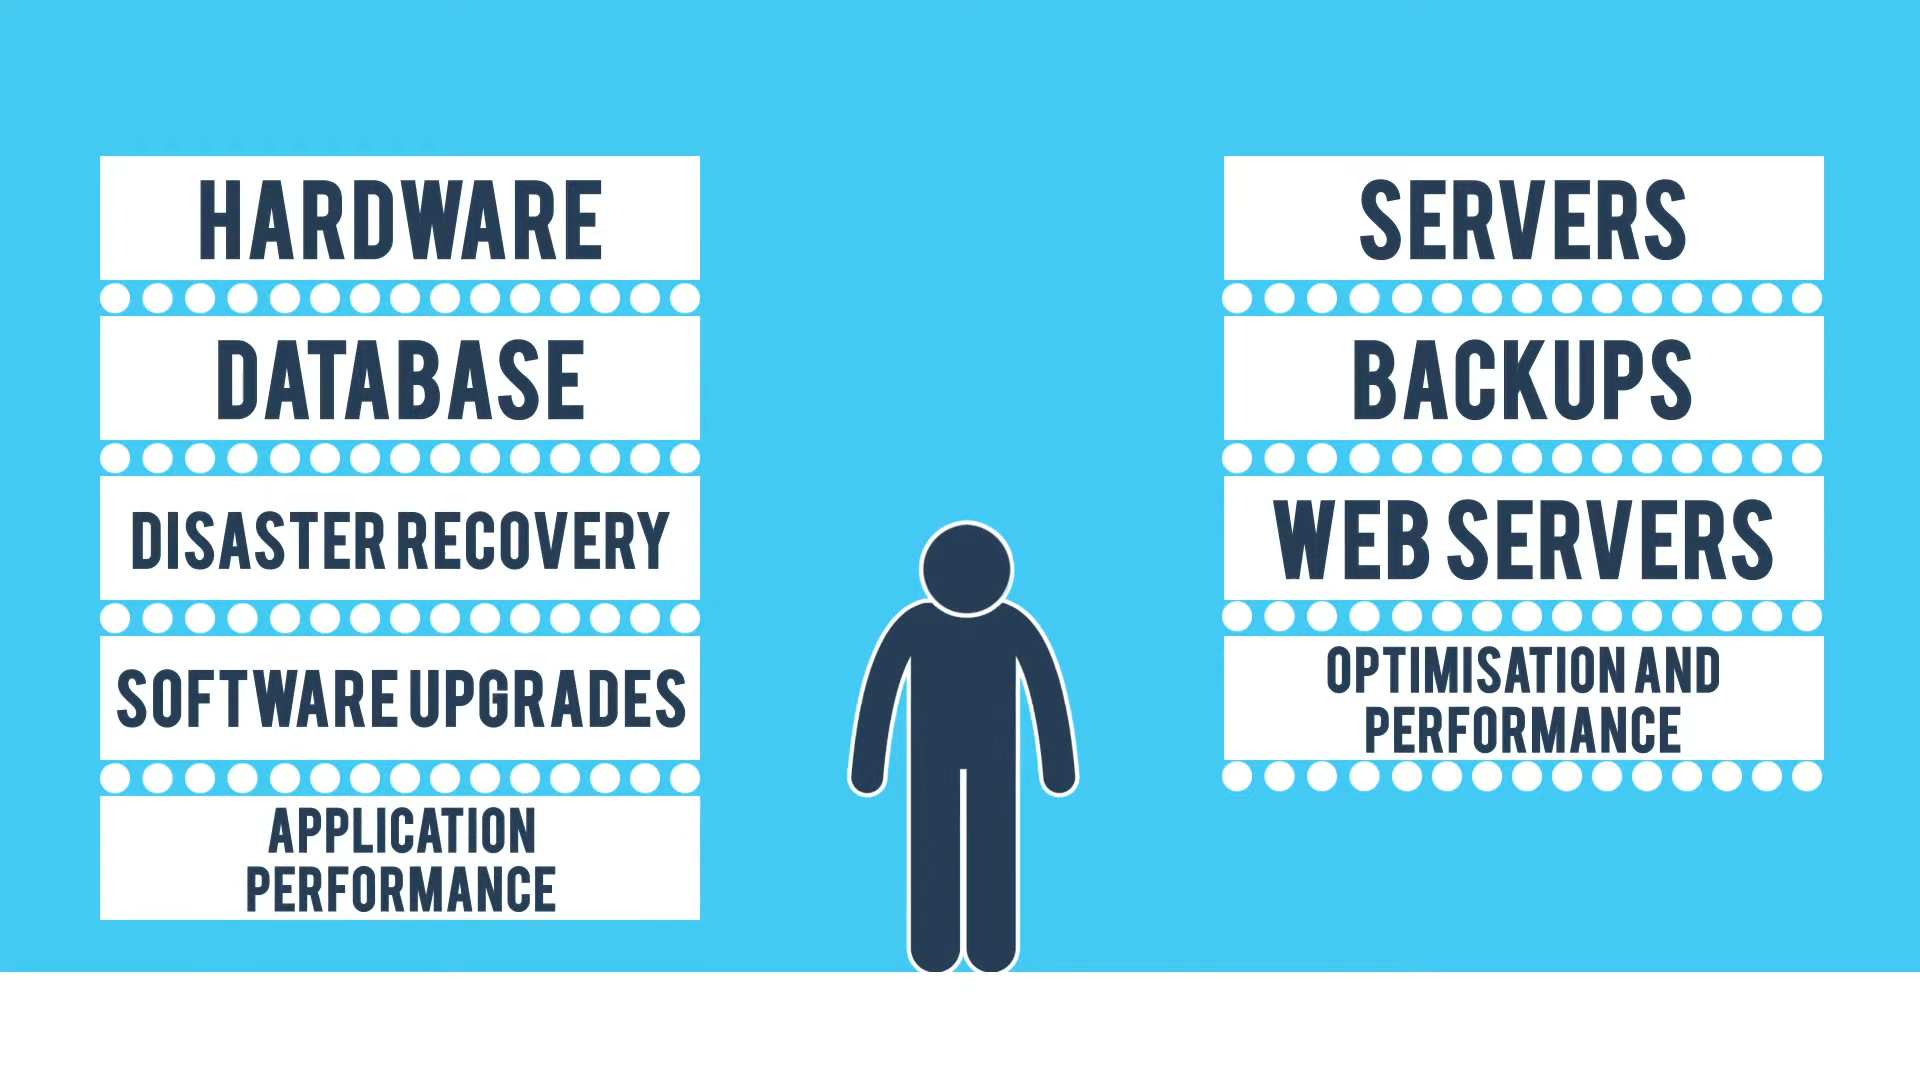 HARDWARE
DATABASE
DISASTER RECOVERY
SOFTWARE UPGRADES
APPLICATION
PERFORMANCE
SERVERS
BACKUPS
WEB SERVERS
OPTIMISATION AND
PERFORMANCE